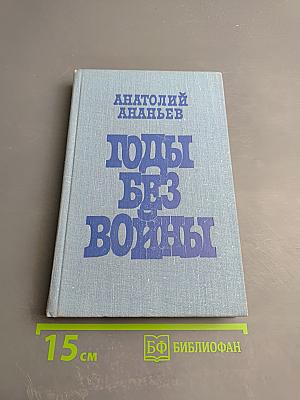 АНАТОЛИЙ
АНАНЬЕВ
ГОДЫ
БЕЗ
ВОЙНЫ
15 см
БФ БИБЛИОФАН